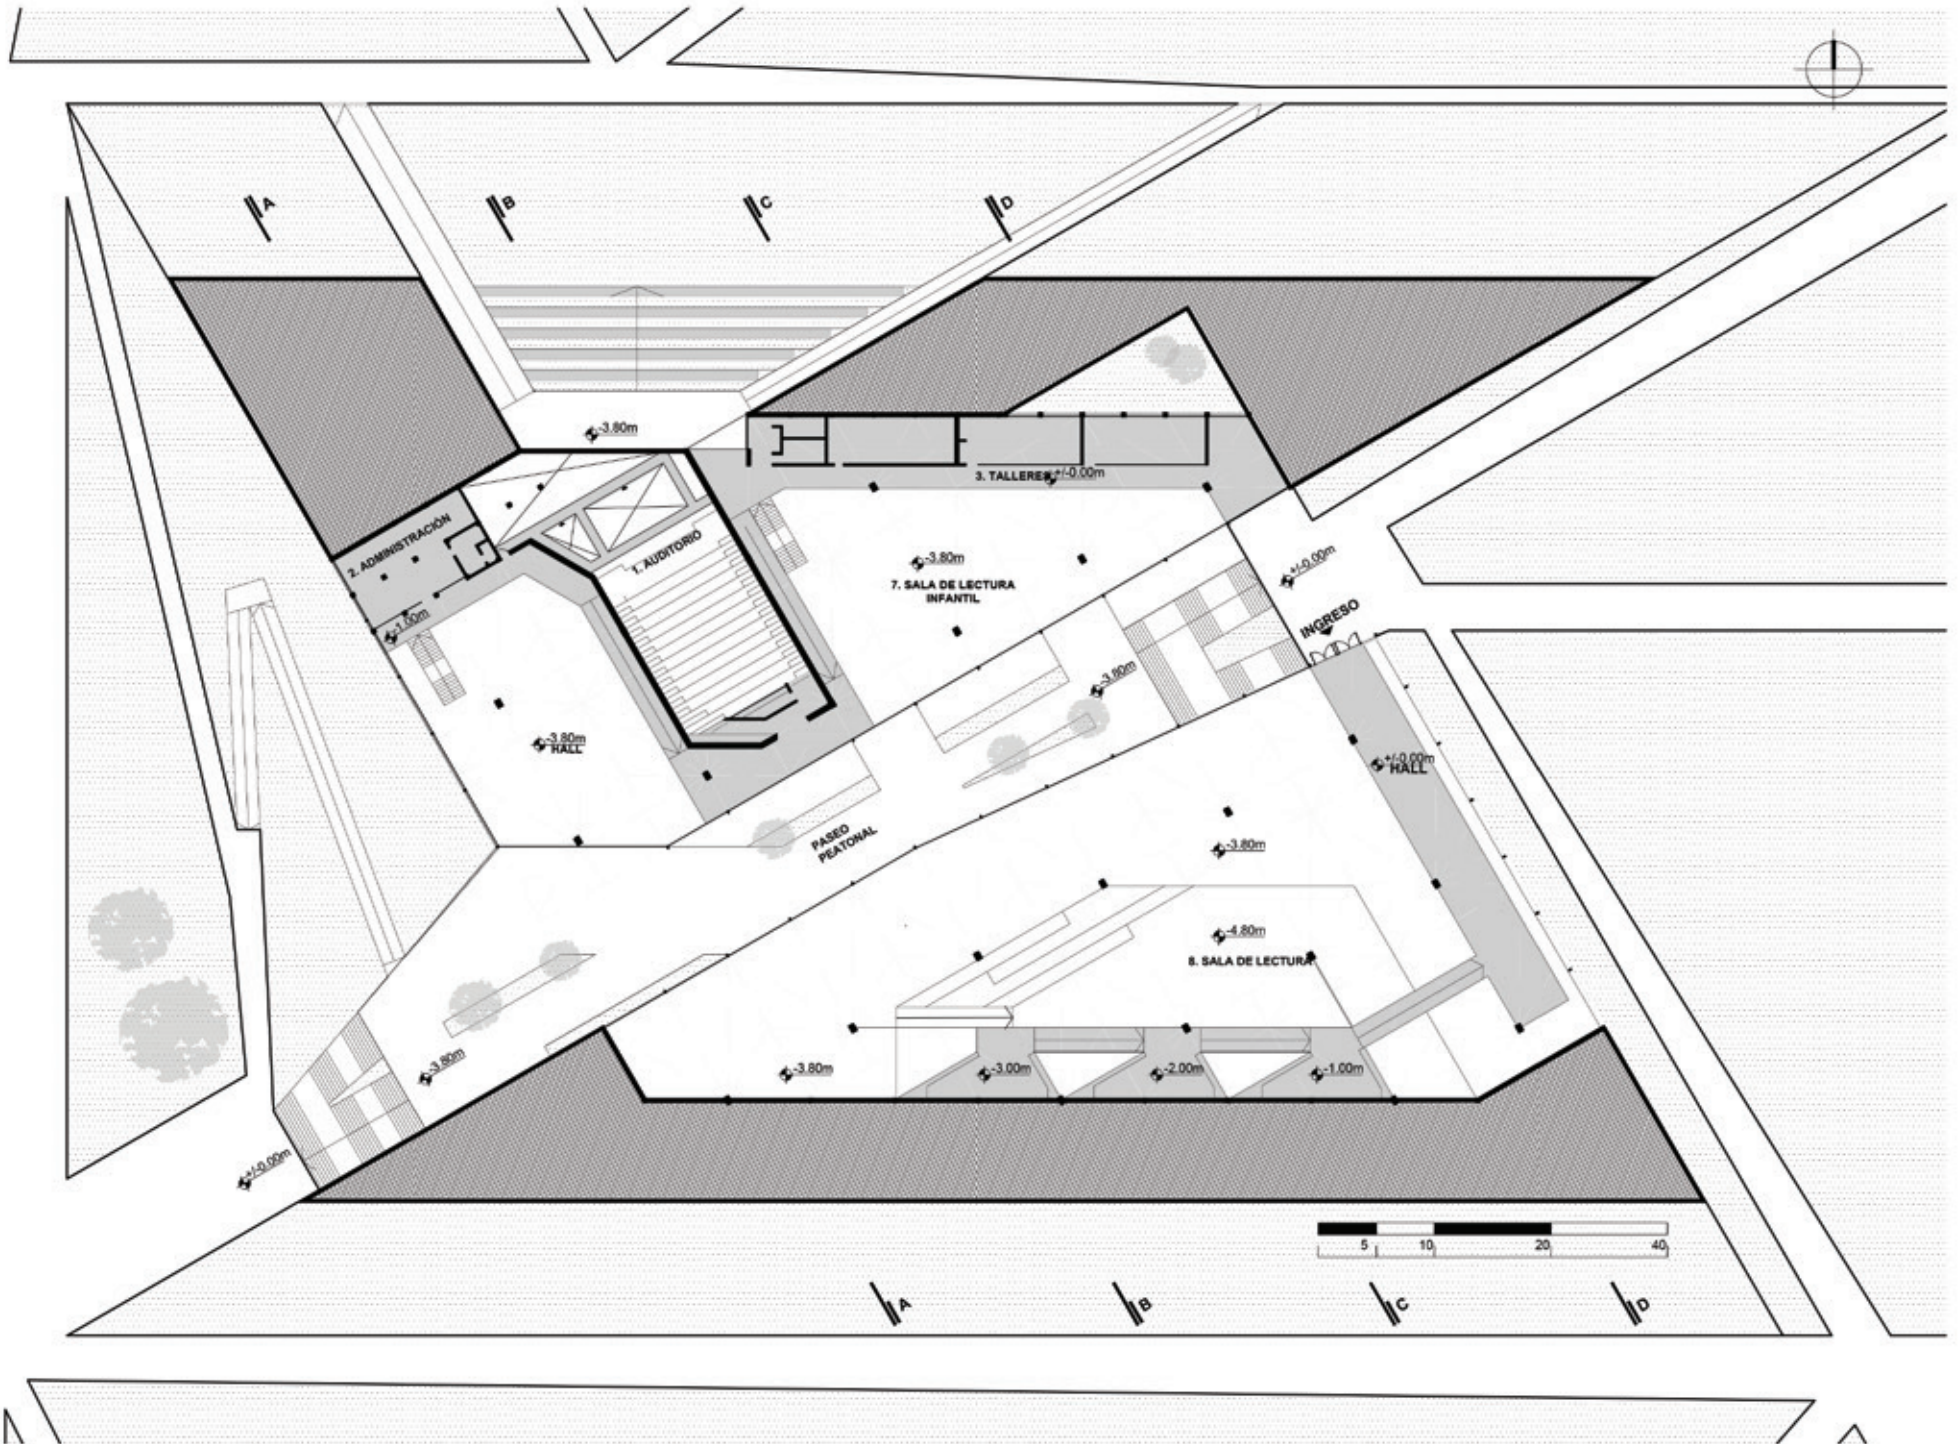 A
B
C
D
-3.80m
3. TALLERES
+/-0.00m
2. ADMINISTRACIÓN
1. AUDITORIO
-3.80m
7. SALA DE LECTURA
INFANTIL
+/-0.00m
INGRESO
-1.00m
-3.80m
-3.80m
HALL
+/-0.00m
HALL
PASEO
PEATONAL
-3.80m
-4.80m
8. SALA DE LECTURA
-3.80m
-3.80m
-3.00m
-2.00m
-1.00m
+/-0.00m
5 10 20 40
A
B
C
D